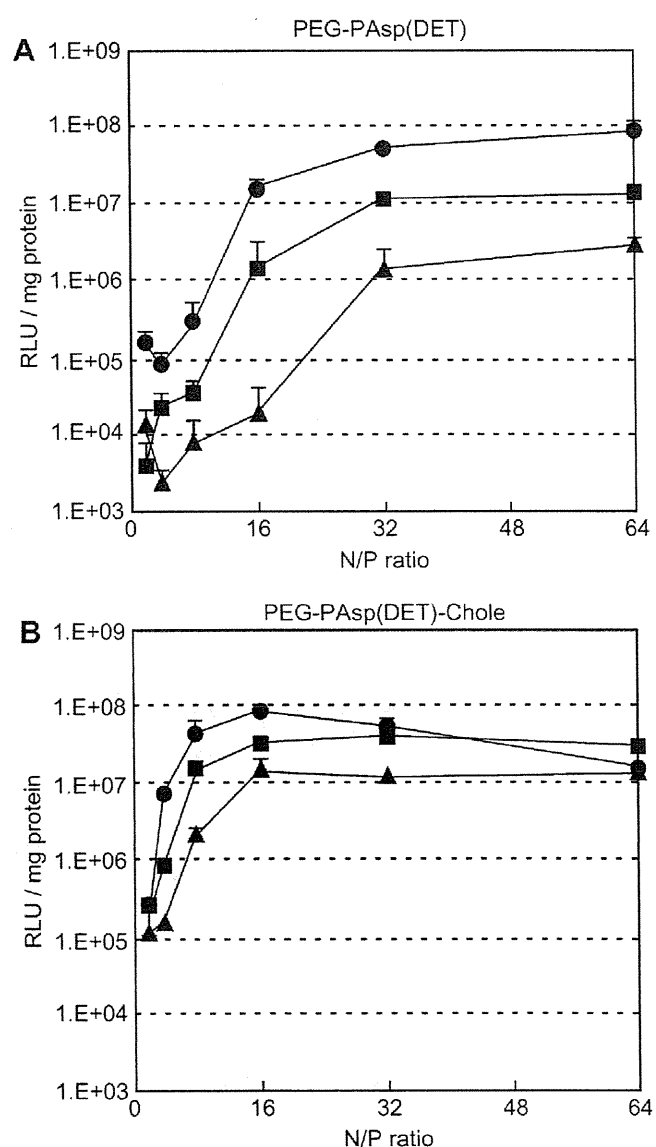 PEG-PAsp(DET)
A
1.E+09
1.E+08
1.E+07
1.E+06
1.E+05
1.E+04
1.E+03
RLU / mg protein
0 16 32 48 64
N/P ratio
PEG-PAsp(DET)-Chole
B
1.E+09
1.E+08
1.E+07
1.E+06
1.E+05
1.E+04
1.E+03
RLU / mg protein
0 16 32 48 64
N/P ratio